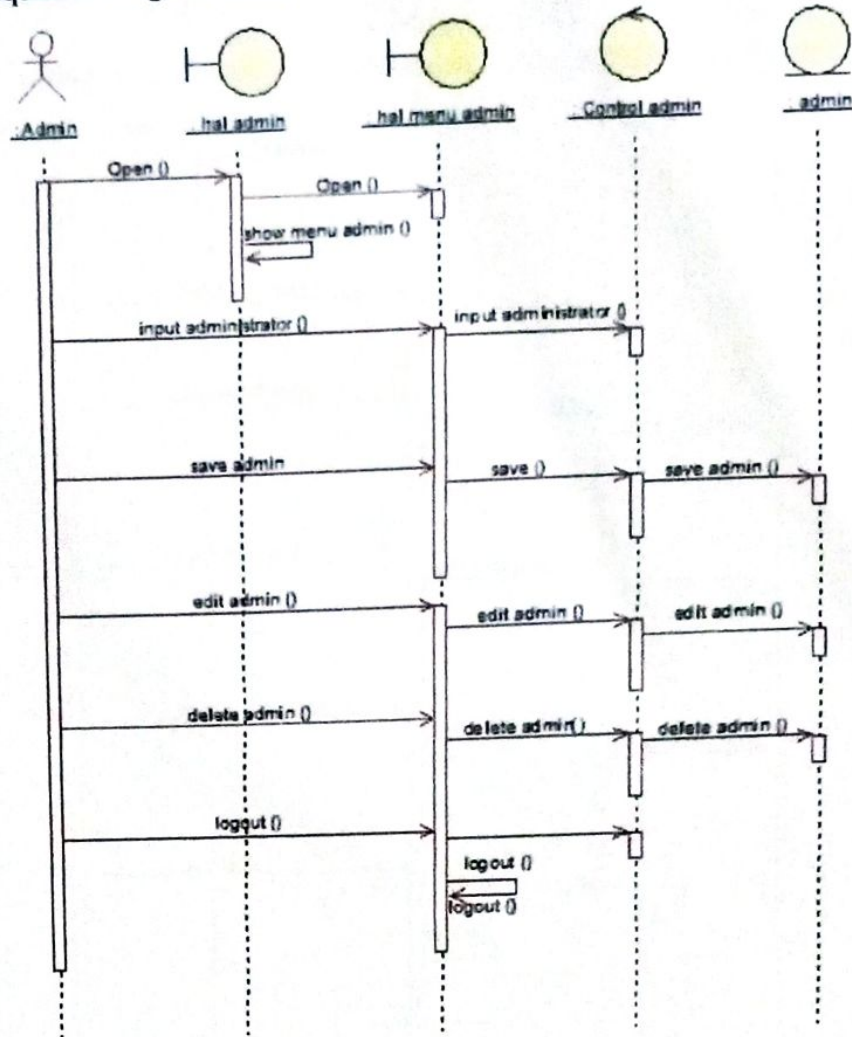 : Admin
: hal admin
: hal menu admin
: Control admin
: admin
Open ()
Open ()
show menu admin ()
input administrator ()
input administrator ()
save admin
save ()
save admin ()
edit admin ()
edit admin ()
edit admin ()
delete admin ()
delete admin()
delete admin ()
logout ()
logout ()
logout ()